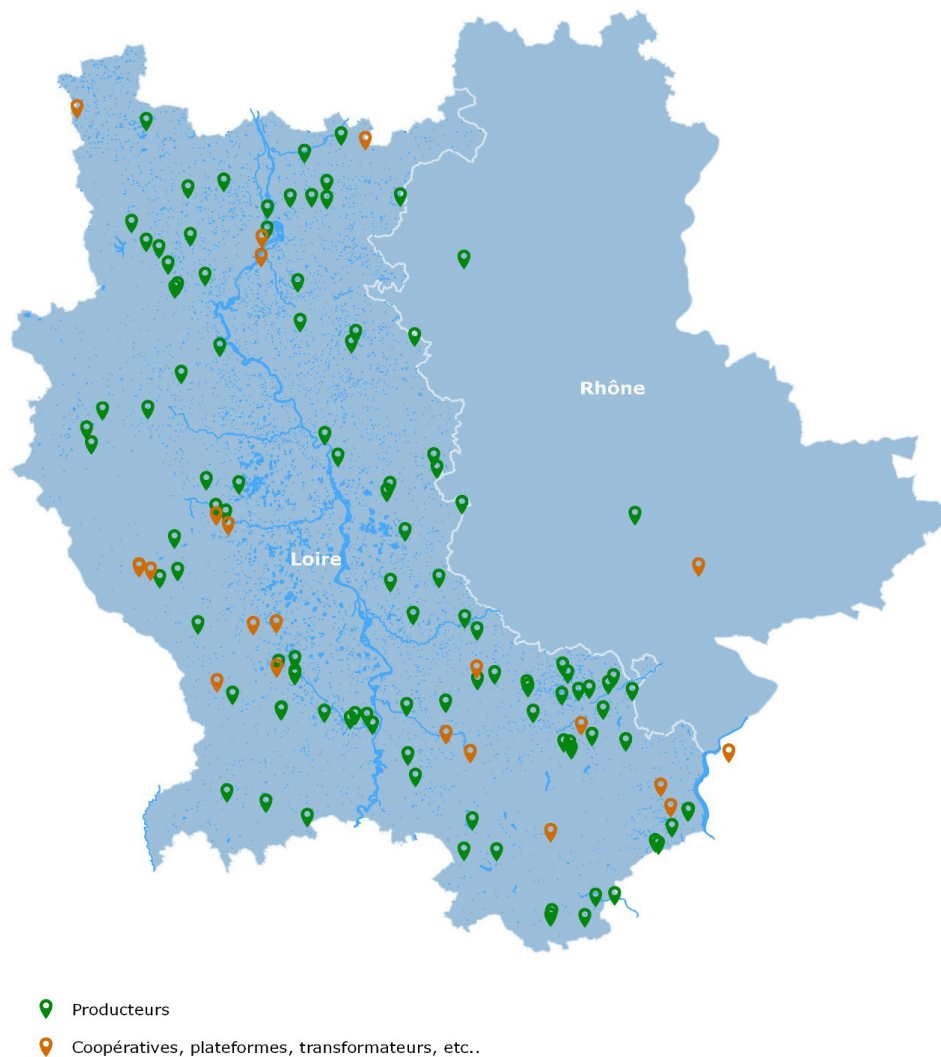 Rhône
Loire
Producteurs
Coopératives, plateformes, transformateurs, etc..